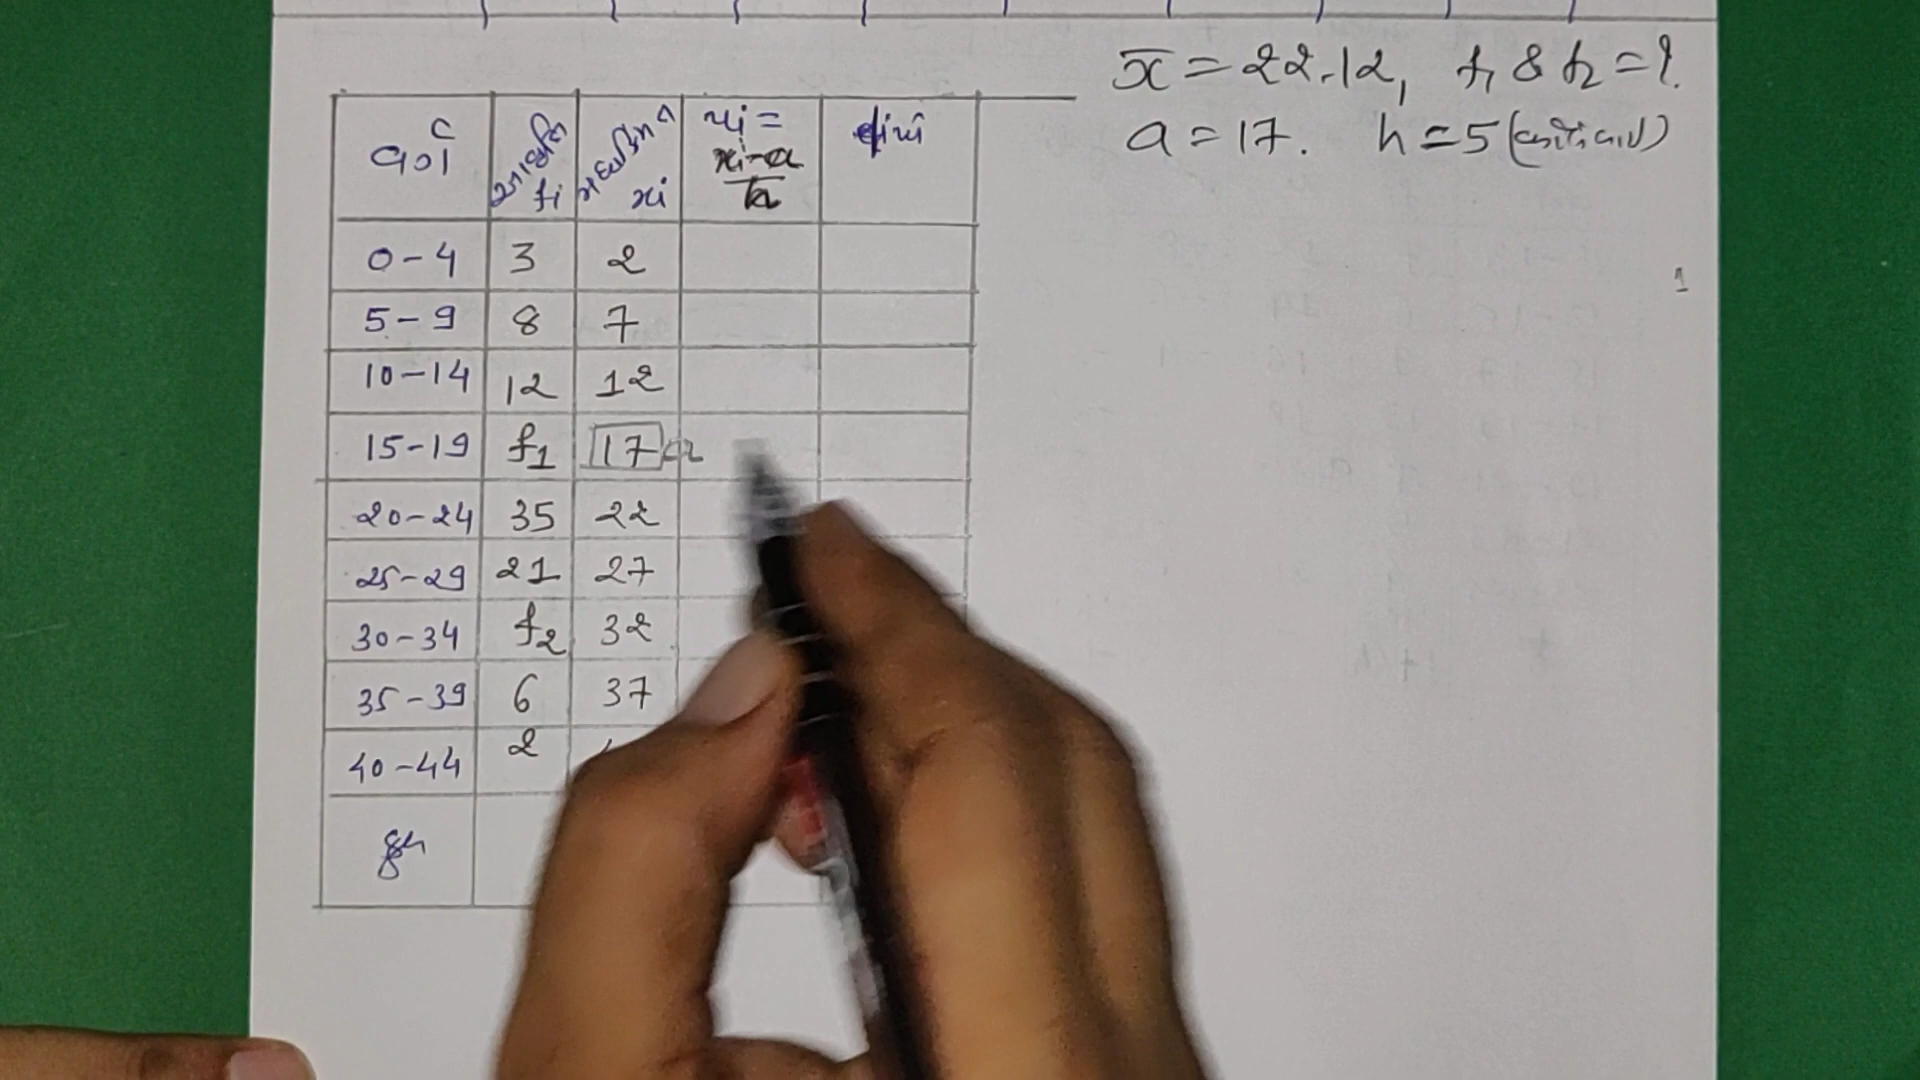 x̄ = 22.12, f1 & f2 = ?
a = 17. h = 5
वर्ग fi xi ui = xi-a/h fiui
0-4 3 2
5-9 8 7
10-14 12 12
15-19 f1 17 a
20-24 35 22
25-29 21 27
30-34 f2 32
35-39 6 37
40-44 2